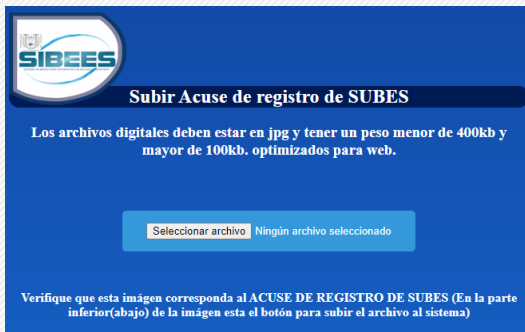 SIBEES
Subir Acuse de registro de SUBES
Los archivos digitales deben estar en jpg y tener un peso menor de 400kb y
mayor de 100kb. optimizados para web.
Seleccionar archivo Ningún archivo seleccionado
Verifique que esta imágen corresponda al ACUSE DE REGISTRO DE SUBES (En la parte
inferior(abajo) de la imágen esta el botón para subir el archivo al sistema)